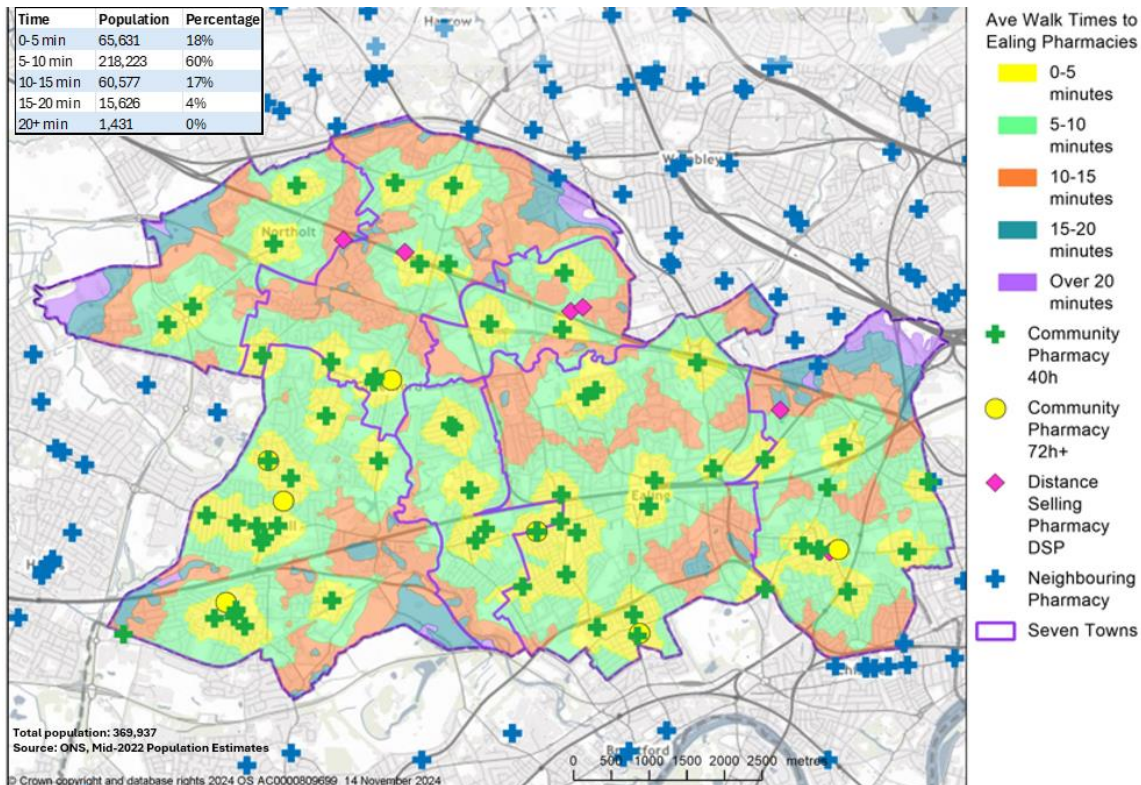 Time Population Percentage
0-5 min 65,631 18%
5-10 min 218,223 60%
10-15 min 60,577 17%
15-20 min 15,626 4%
20+ min 1,431 0%
Harrow
Wembley
Northolt
Ealing
Total population: 369,937
Source: ONS, Mid-2022 Population Estimates
© Crown copyright and database rights 2024 OS AC0000809699 14 November 2024
0 500 1000 1500 2000 2500 metres
Ave Walk Times to
Ealing Pharmacies
0-5
minutes
5-10
minutes
10-15
minutes
15-20
minutes
Over 20
minutes
Community
Pharmacy
40h
Community
Pharmacy
72h+
Distance
Selling
Pharmacy
DSP
Neighbouring
Pharmacy
Seven Towns